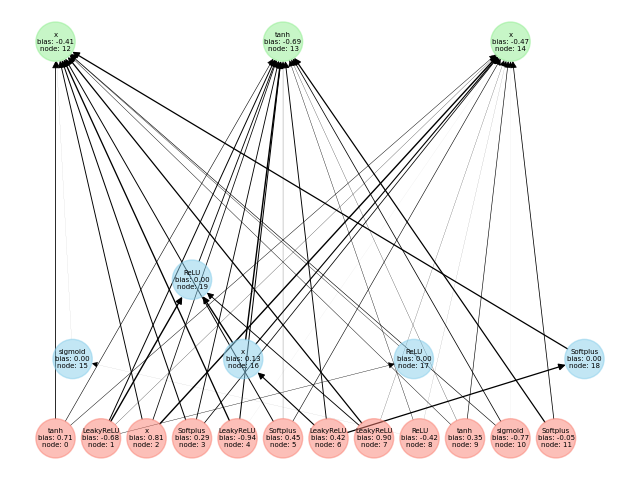 x
bias: -0.41
node: 12
tanh
bias: -0.69
node: 13
x
bias: -0.47
node: 14
ReLU
bias: 0.00
node: 19
sigmoid
bias: 0.00
node: 15
x
bias: 0.13
node: 16
ReLU
bias: 0.00
node: 17
Softplus
bias: 0.00
node: 18
tanh
bias: 0.71
node: 0
LeakyReLU
bias: -0.68
node: 1
x
bias: 0.81
node: 2
Softplus
bias: 0.29
node: 3
LeakyReLU
bias: -0.94
node: 4
Softplus
bias: 0.45
node: 5
LeakyReLU
bias: 0.42
node: 6
LeakyReLU
bias: 0.90
node: 7
ReLU
bias: -0.42
node: 8
tanh
bias: 0.35
node: 9
sigmoid
bias: -0.77
node: 10
Softplus
bias: -0.05
node: 11